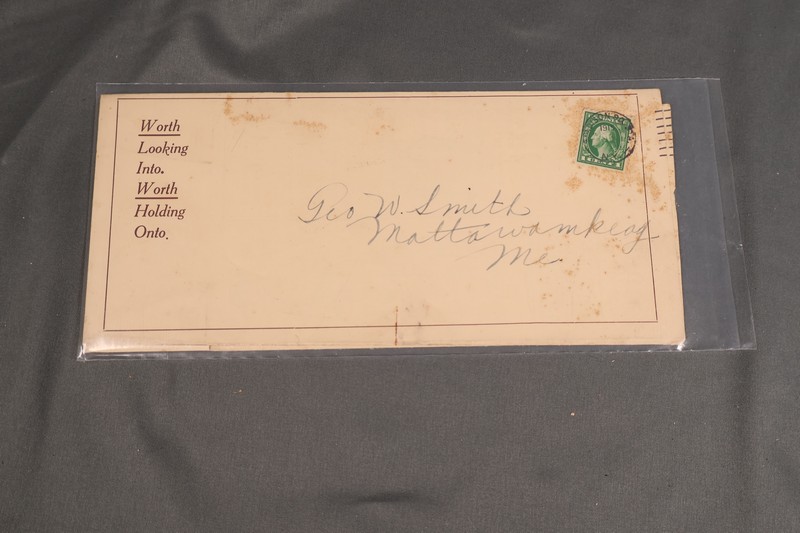 Worth
Looking
Into.
Worth
Holding
Onto.
Geo W. Smith
Mattawamkeag
Me.